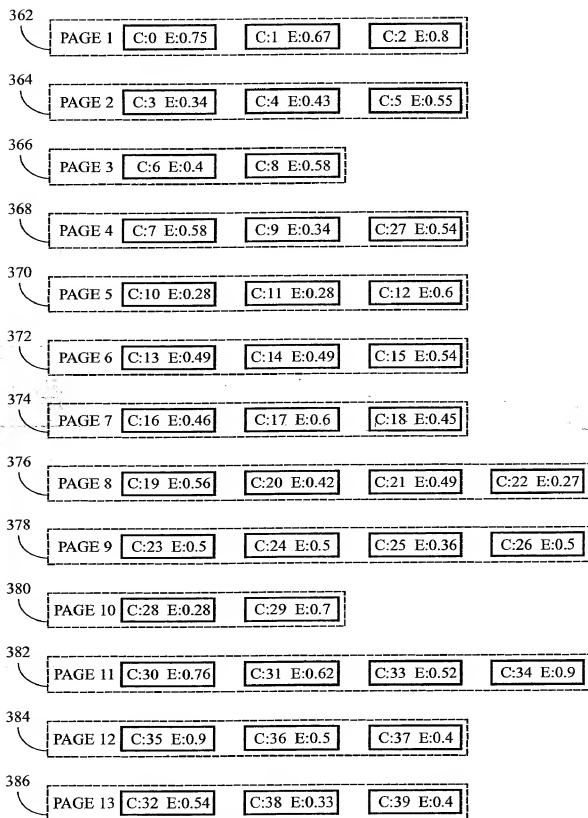 362
PAGE 1 C:0 E:0.75 C:1 E:0.67 C:2 E:0.8
364
PAGE 2 C:3 E:0.34 C:4 E:0.43 C:5 E:0.55
366
PAGE 3 C:6 E:0.4 C:8 E:0.58
368
PAGE 4 C:7 E:0.58 C:9 E:0.34 C:27 E:0.54
370
PAGE 5 C:10 E:0.28 C:11 E:0.28 C:12 E:0.6
372
PAGE 6 C:13 E:0.49 C:14 E:0.49 C:15 E:0.54
374
PAGE 7 C:16 E:0.46 C:17 E:0.6 C:18 E:0.45
376
PAGE 8 C:19 E:0.56 C:20 E:0.42 C:21 E:0.49 C:22 E:0.27
378
PAGE 9 C:23 E:0.5 C:24 E:0.5 C:25 E:0.36 C:26 E:0.5
380
PAGE 10 C:28 E:0.28 C:29 E:0.7
382
PAGE 11 C:30 E:0.76 C:31 E:0.62 C:33 E:0.52 C:34 E:0.9
384
PAGE 12 C:35 E:0.9 C:36 E:0.5 C:37 E:0.4
386
PAGE 13 C:32 E:0.54 C:38 E:0.33 C:39 E:0.4